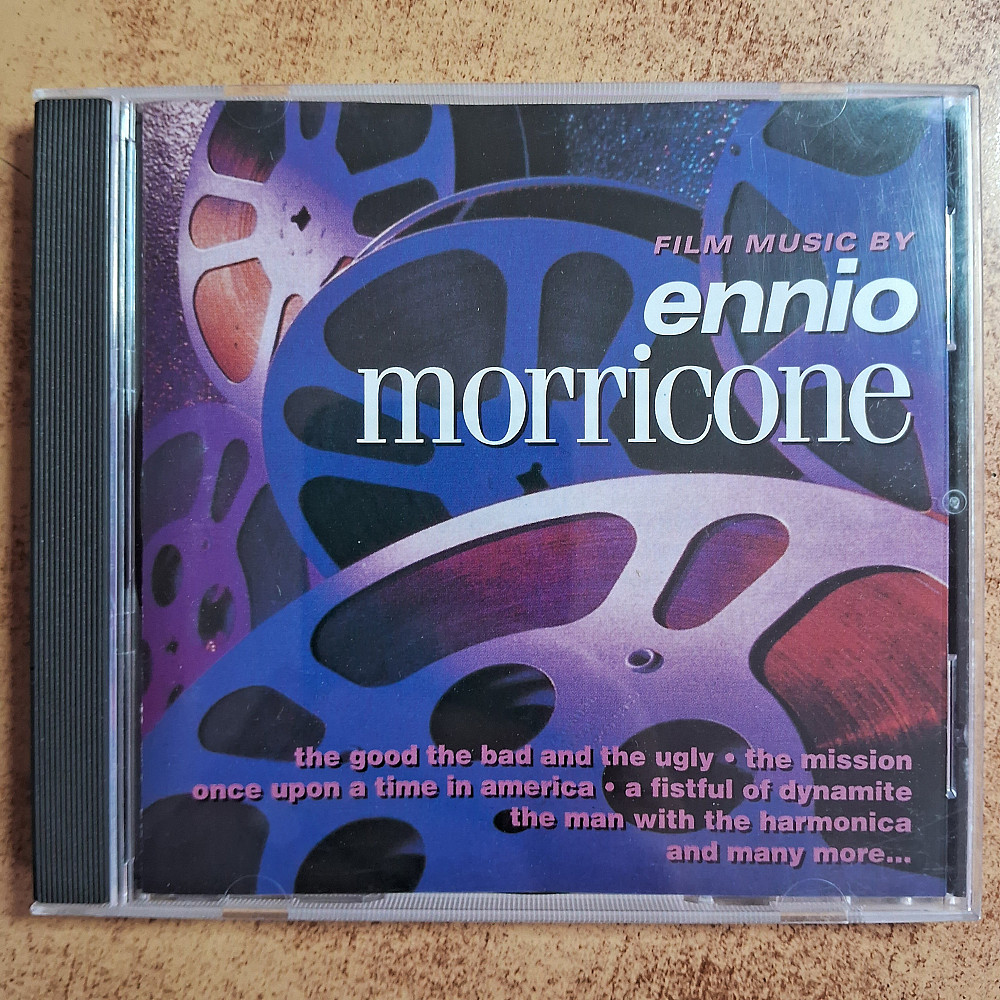 FILM MUSIC BY
ennio
morricone
the good the bad and the ugly • the mission
once upon a time in america • a fistful of dynamite
the man with the harmonica
and many more...